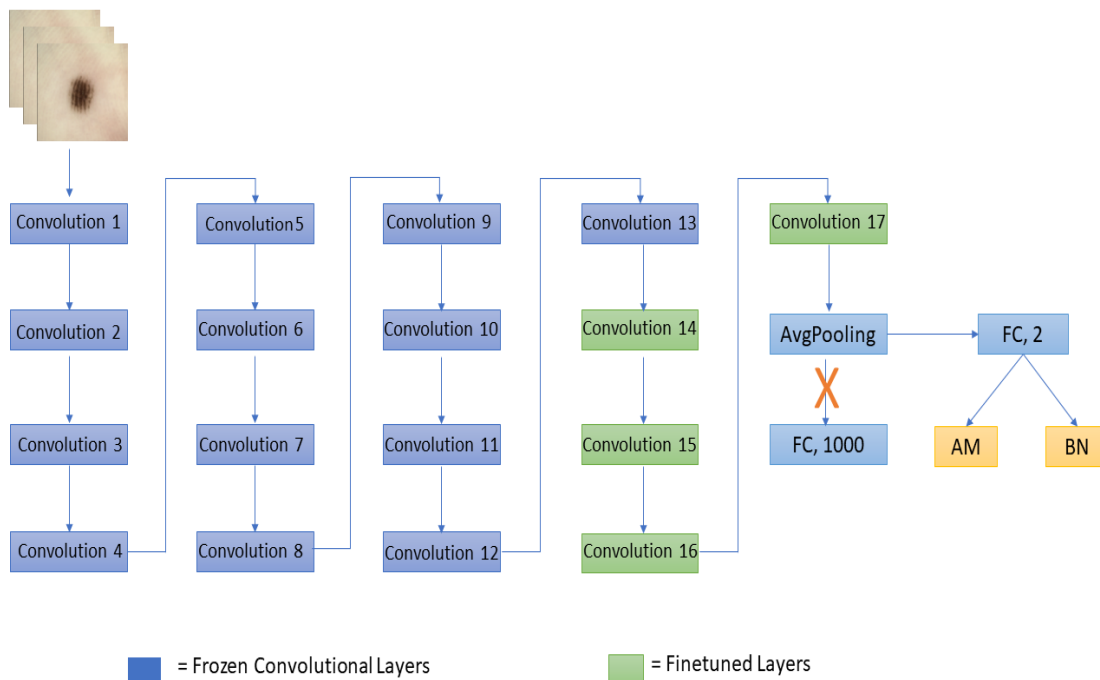 Convolution 1
Convolution 2
Convolution 3
Convolution 4
Convolution5
Convolution 6
Convolution 7
Convolution 8
Convolution 9
Convolution 10
Convolution 11
Convolution 12
Convolution 13
Convolution 14
Convolution 15
Convolution 16
Convolution 17
AvgPooling
FC, 1000
FC, 2
AM
BN
= Frozen Convolutional Layers
= Finetuned Layers